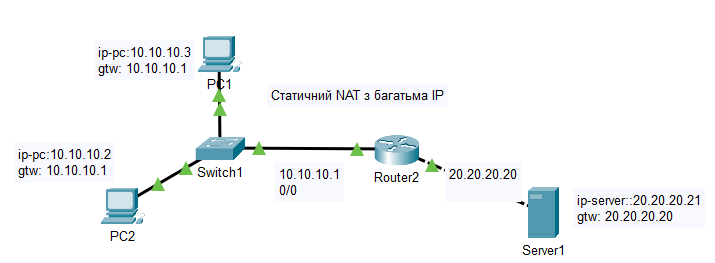 ip-pc:10.10.10.3
gtw: 10.10.10.1
PC1
Статичний NAT з багатьма IP
ip-pc:10.10.10.2
gtw: 10.10.10.1
PC2
Switch1
10.10.10.1
0/0
Router2
20.20.20.20
ip-server::20.20.20.21
gtw: 20.20.20.20
Server1